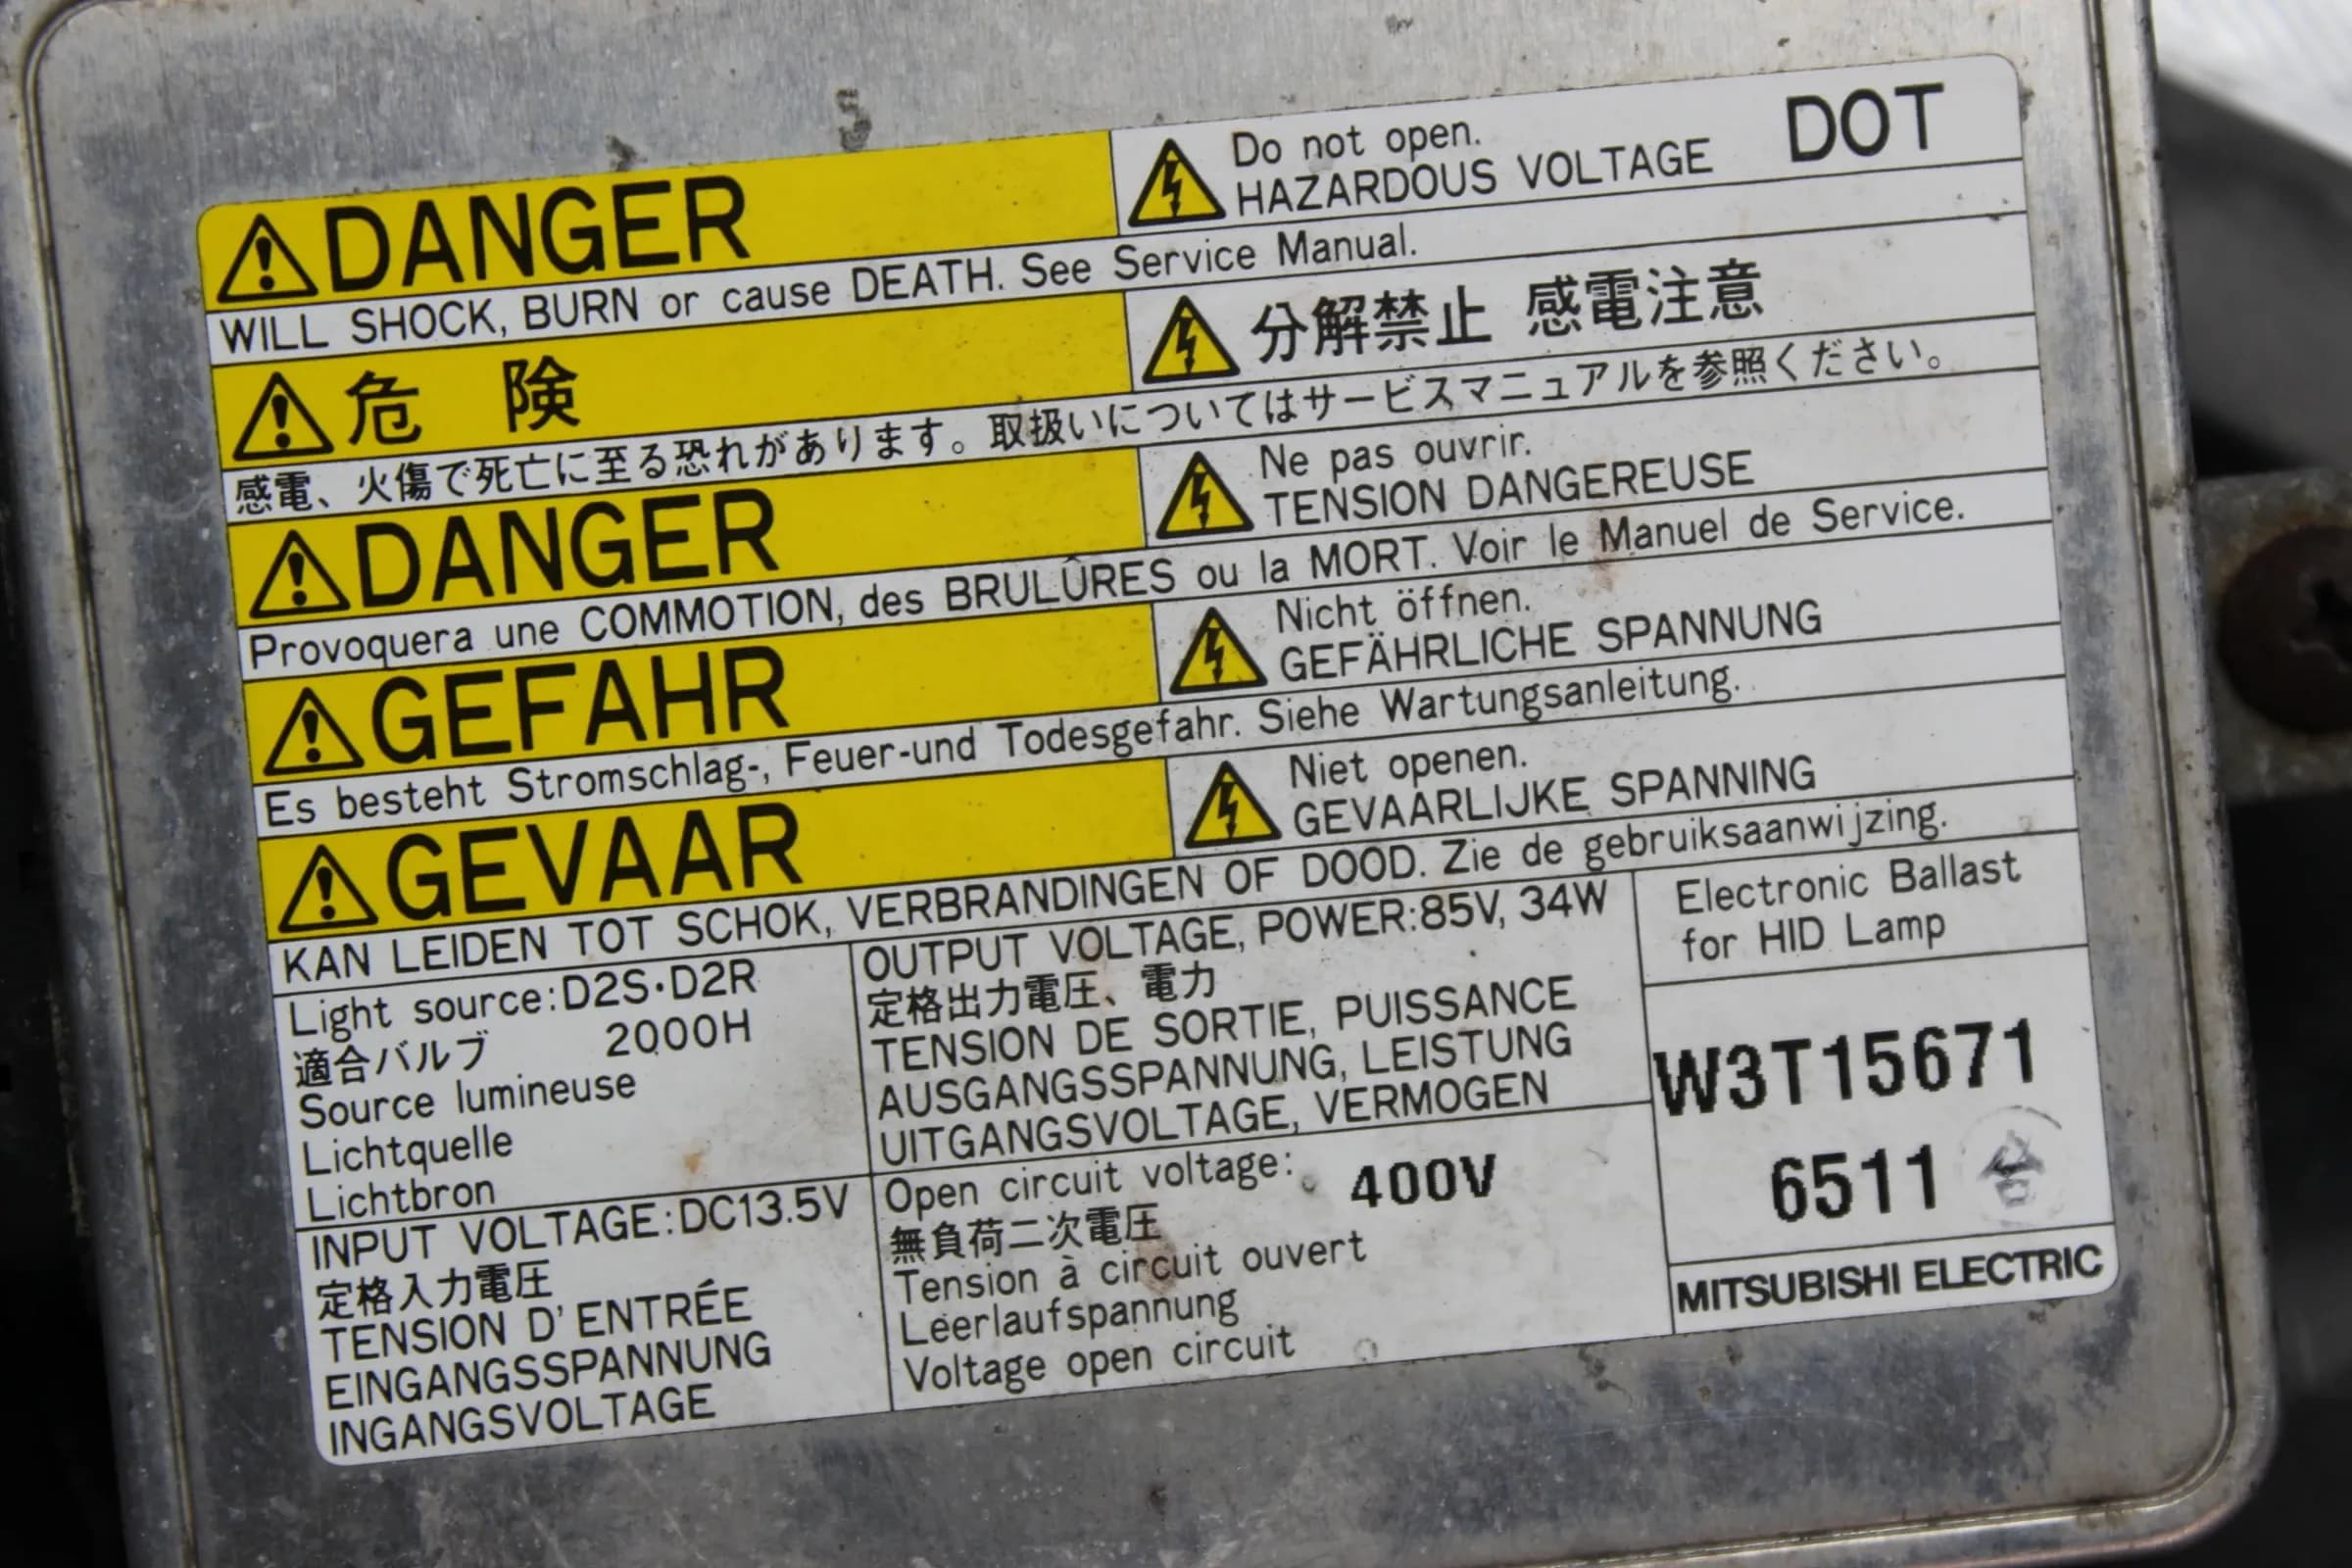 DANGER
Do not open.
HAZARDOUS VOLTAGE
DOT
WILL SHOCK, BURN or cause DEATH. See Service Manual.
危 険
分解禁止 感電注意
感電、火傷で死亡に至る恐れがあります。取扱いについてはサービスマニュアルを参照ください。
DANGER
Ne pas ouvrir.
TENSION DANGEREUSE
Provoquera une COMMOTION, des BRULÛRES ou la MORT. Voir le Manuel de Service.
GEFAHR
Nicht öffnen.
GEFÄHRLICHE SPANNUNG
Es besteht Stromschlag-, Feuer-und Todesgefahr. Siehe Wartungsanleitung.
GEVAAR
Niet openen.
GEVAARLIJKE SPANNING
KAN LEIDEN TOT SCHOK, VERBRANDINGEN OF DOOD. Zie de gebruiksaanwijzing.
Light source:D2S·D2R
適合バルブ 2000H
Source lumineuse
Lichtquelle
Lichtbron
OUTPUT VOLTAGE, POWER:85V, 34W
定格出力電圧、電力
TENSION DE SORTIE, PUISSANCE
AUSGANGSSPANNUNG, LEISTUNG
UITGANGSVOLTAGE, VERMOGEN
Electronic Ballast
for HID Lamp
INPUT VOLTAGE:DC13.5V
定格入力電圧
TENSION D'ENTRÉE
EINGANGSSPANNUNG
INGANGSVOLTAGE
Open circuit voltage: 400V
無負荷二次電圧
Tension à circuit ouvert
Leerlaufspannung
Voltage open circuit
W3T15671
6511 台
MITSUBISHI ELECTRIC